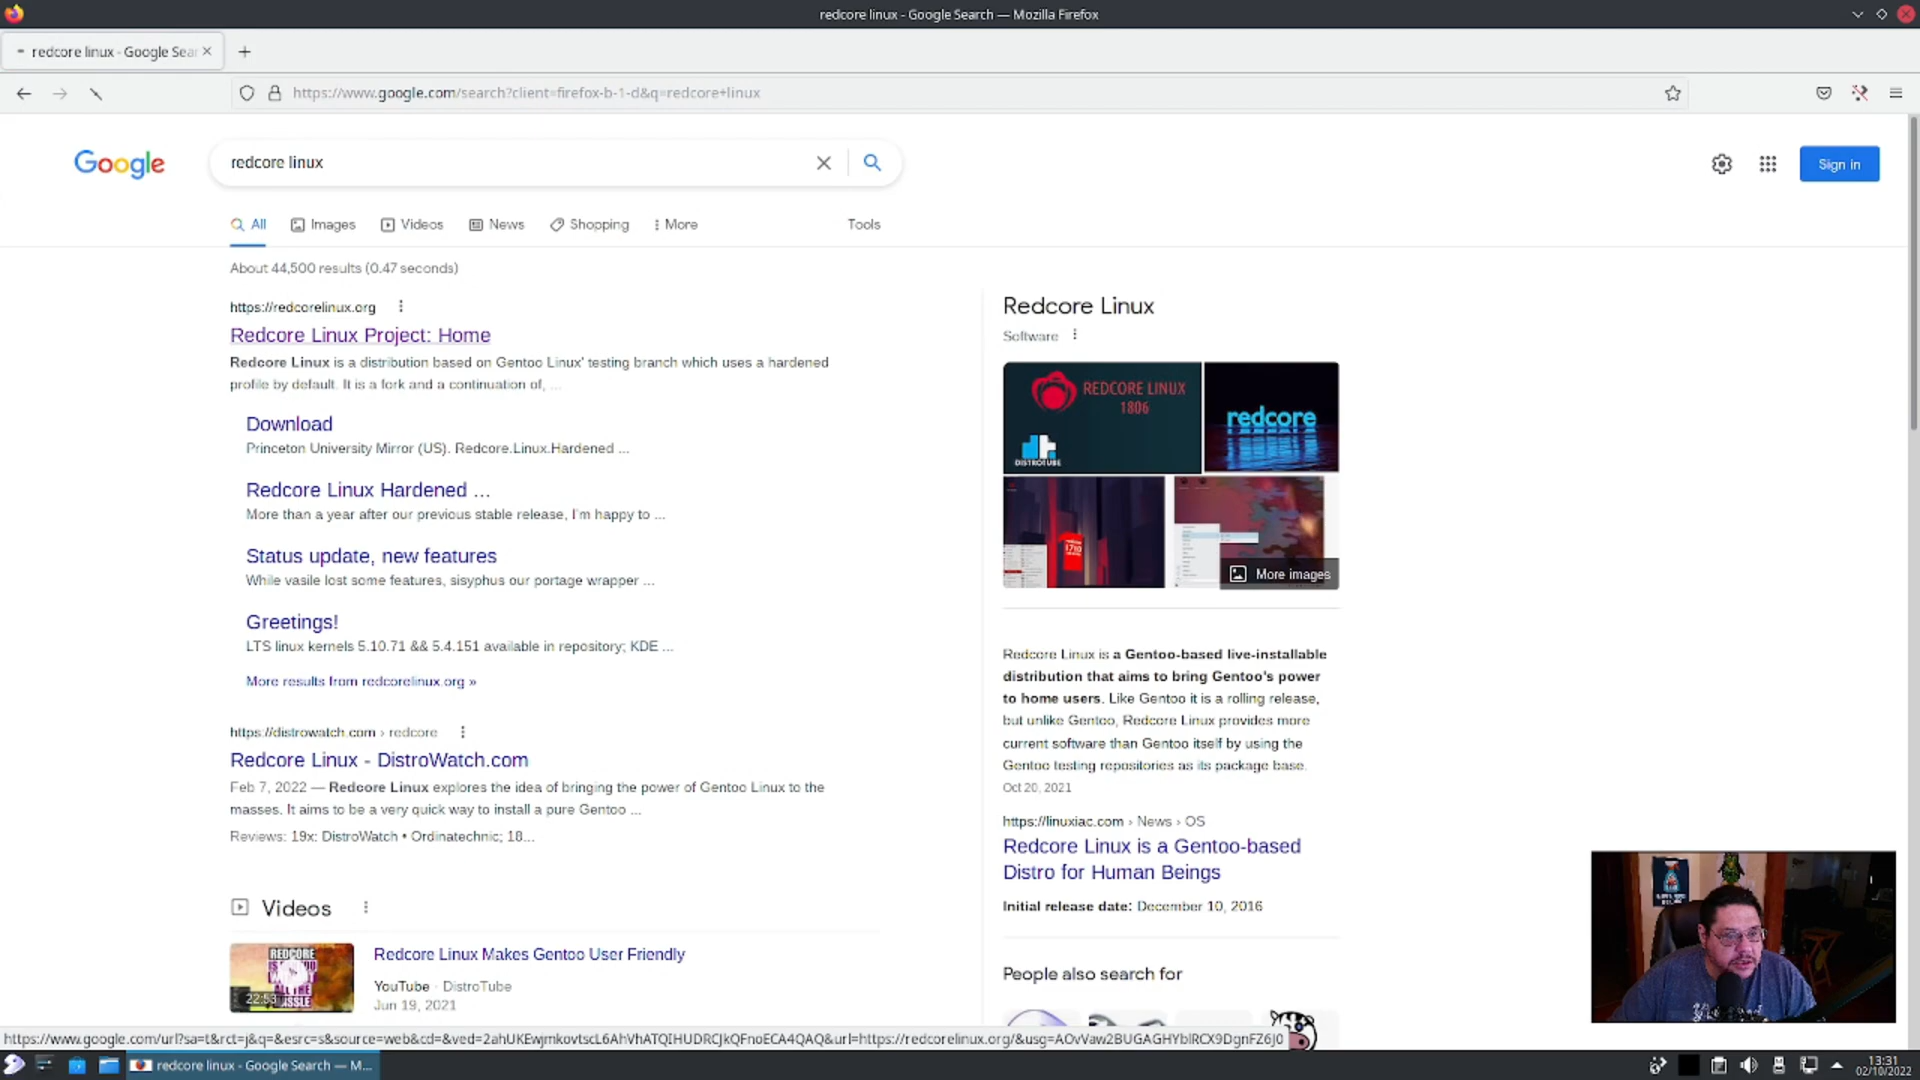 redcore linux - Google Search — Mozilla Firefox
redcore linux - Google Sear
https://www.google.com/search?client=firefox-b-1-d&q=redcore+linux
Google
redcore linux
Sign in
All
Images
Videos
News
Shopping
More
Tools
About 44,500 results (0.47 seconds)
https://redcorelinux.org
Redcore Linux Project: Home
Redcore Linux is a distribution based on Gentoo Linux' testing branch which uses a hardened
profile by default. It is a fork and a continuation of, ...
Download
Princeton University Mirror (US). Redcore.Linux.Hardened ...
Redcore Linux Hardened ...
More than a year after our previous stable release, I'm happy to ...
Status update, new features
While vasile lost some features, sisyphus our portage wrapper ...
Greetings!
LTS linux kernels 5.10.71 && 5.4.151 available in repository; KDE ...
More results from redcorelinux.org »
https://distrowatch.com › redcore
Redcore Linux - DistroWatch.com
Feb 7, 2022 — Redcore Linux explores the idea of bringing the power of Gentoo Linux to the
masses. It aims to be a very quick way to install a pure Gentoo ...
Reviews: 19x: DistroWatch • Ordinatechnic; 18...
Videos
REDCORE
22:53
Redcore Linux Makes Gentoo User Friendly
YouTube · DistroTube
Jun 19, 2021
Redcore Linux
Software
REDCORE LINUX
1806
DISTROTUBE
redcore
redcore
1710
More images
Redcore Linux is a Gentoo-based live-installable
distribution that aims to bring Gentoo's power
to home users. Like Gentoo it is a rolling release,
but unlike Gentoo, Redcore Linux provides more
current software than Gentoo itself by using the
Gentoo testing repositories as its package base.
Oct 20, 2021
https://linuxiac.com › News › OS
Redcore Linux is a Gentoo-based
Distro for Human Beings
Initial release date: December 10, 2016
People also search for
https://www.google.com/url?sa=t&rct=j&q=&esrc=s&source=web&cd=&ved=2ahUKEwjmkovtscL6AhVhATQIHUDRCJkQFnoECA4QAQ&url=https://redcorelinux.org/&usg=AOvVaw2BUGAGHYblRCX9DgnFZ6J0
redcore linux - Google Search — M...
13:31
02/10/2022